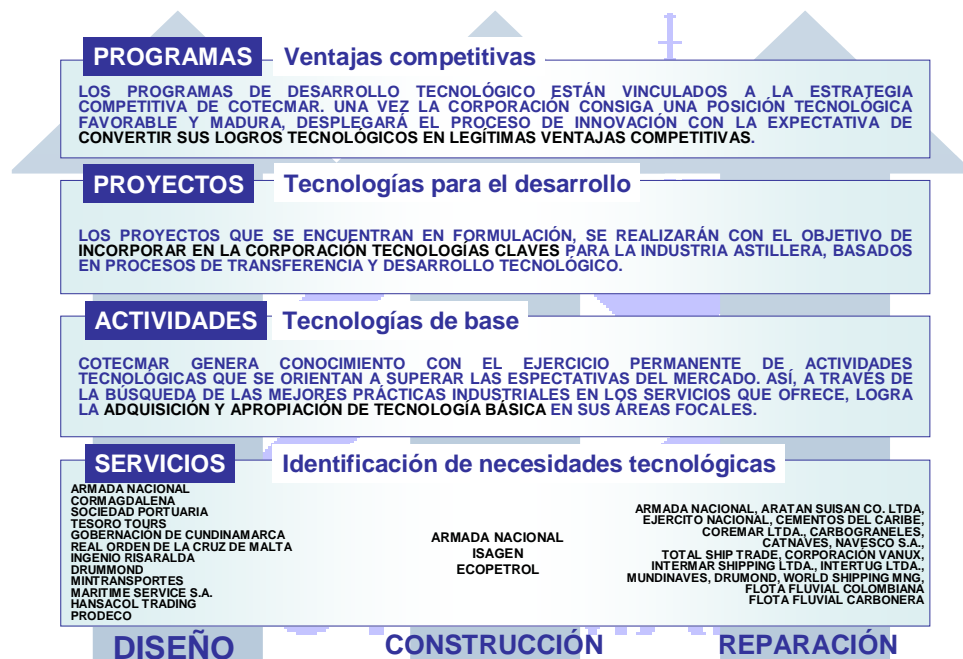 PROGRAMAS Ventajas competitivas
LOS PROGRAMAS DE DESARROLLO TECNOLÓGICO ESTÁN VINCULADOS A LA ESTRATEGIA
COMPETITIVA DE COTECMAR. UNA VEZ LA CORPORACIÓN CONSIGA UNA POSICIÓN TECNOLÓGICA
FAVORABLE Y MADURA, DESPLEGARÁ EL PROCESO DE INNOVACIÓN CON LA EXPECTATIVA DE
CONVERTIR SUS LOGROS TECNOLÓGICOS EN LEGÍTIMAS VENTAJAS COMPETITIVAS.
PROYECTOS Tecnologías para el desarrollo
LOS PROYECTOS QUE SE ENCUENTRAN EN FORMULACIÓN, SE REALIZARÁN CON EL OBJETIVO DE
INCORPORAR EN LA CORPORACIÓN TECNOLOGÍAS CLAVES PARA LA INDUSTRIA ASTILLERA, BASADOS
EN PROCESOS DE TRANSFERENCIA Y DESARROLLO TECNOLÓGICO.
ACTIVIDADES Tecnologías de base
COTECMAR GENERA CONOCIMIENTO CON EL EJERCICIO PERMANENTE DE ACTIVIDADES
TECNOLÓGICAS QUE SE ORIENTAN A SUPERAR LAS ESPECTATIVAS DEL MERCADO. ASÍ, A TRAVÉS DE
LA BÚSQUEDA DE LAS MEJORES PRÁCTICAS INDUSTRIALES EN LOS SERVICIOS QUE OFRECE, LOGRA
LA ADQUISICIÓN Y APROPIACIÓN DE TECNOLOGÍA BÁSICA EN SUS ÁREAS FOCALES.
SERVICIOS Identificación de necesidades tecnológicas
ARMADA NACIONAL
CORMAGDALENA
SOCIEDAD PORTUARIA
TESORO TOURS
GOBERNACIÓN DE CUNDINAMARCA
REAL ORDEN DE LA CRUZ DE MALTA
INGENIO RISARALDA
DRUMMOND
MINTRANSPORTES
MARITIME SERVICE S.A.
HANSACOL TRADING
PRODECO
ARMADA NACIONAL
ISAGEN
ECOPETROL
ARMADA NACIONAL, ARATAN SUISAN CO. LTDA,
EJERCITO NACIONAL, CEMENTOS DEL CARIBE,
COREMAR LTD., CARBOGRANELES,
CATNAVES, NAVESCO S.A.,
TOTAL SHIP TRADE, CORPORACIÓN VANUX,
INTERMAR SHIPPING LTDA., INTERTUG LTDA.,
MUNDINAVES, DRUMOND, WORLD SHIPPING MNG,
FLOTA FLUVIAL COLOMBIANA
FLOTA FLUVIAL CARBONERA
DISEÑO CONSTRUCCIÓN REPARACIÓN